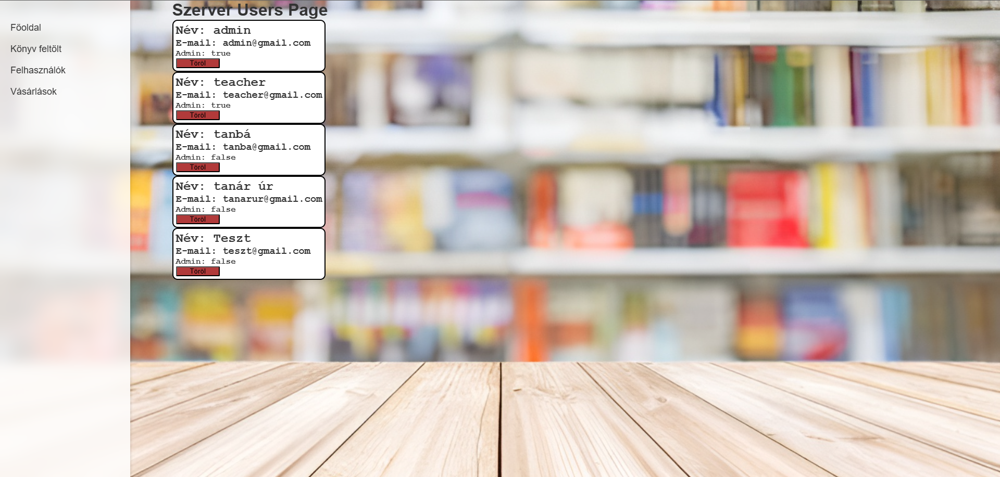 Szerver Users Page
Főoldal
Könyv feltölt
Felhasználók
Vásárlások
Név: admin
E-mail: admin@gmail.com
Admin: true
Töröl
Név: teacher
E-mail: teacher@gmail.com
Admin: true
Töröl
Név: tanbá
E-mail: tanba@gmail.com
Admin: false
Töröl
Név: tanár úr
E-mail: tanarur@gmail.com
Admin: false
Töröl
Név: Teszt
E-mail: teszt@gmail.com
Admin: false
Töröl